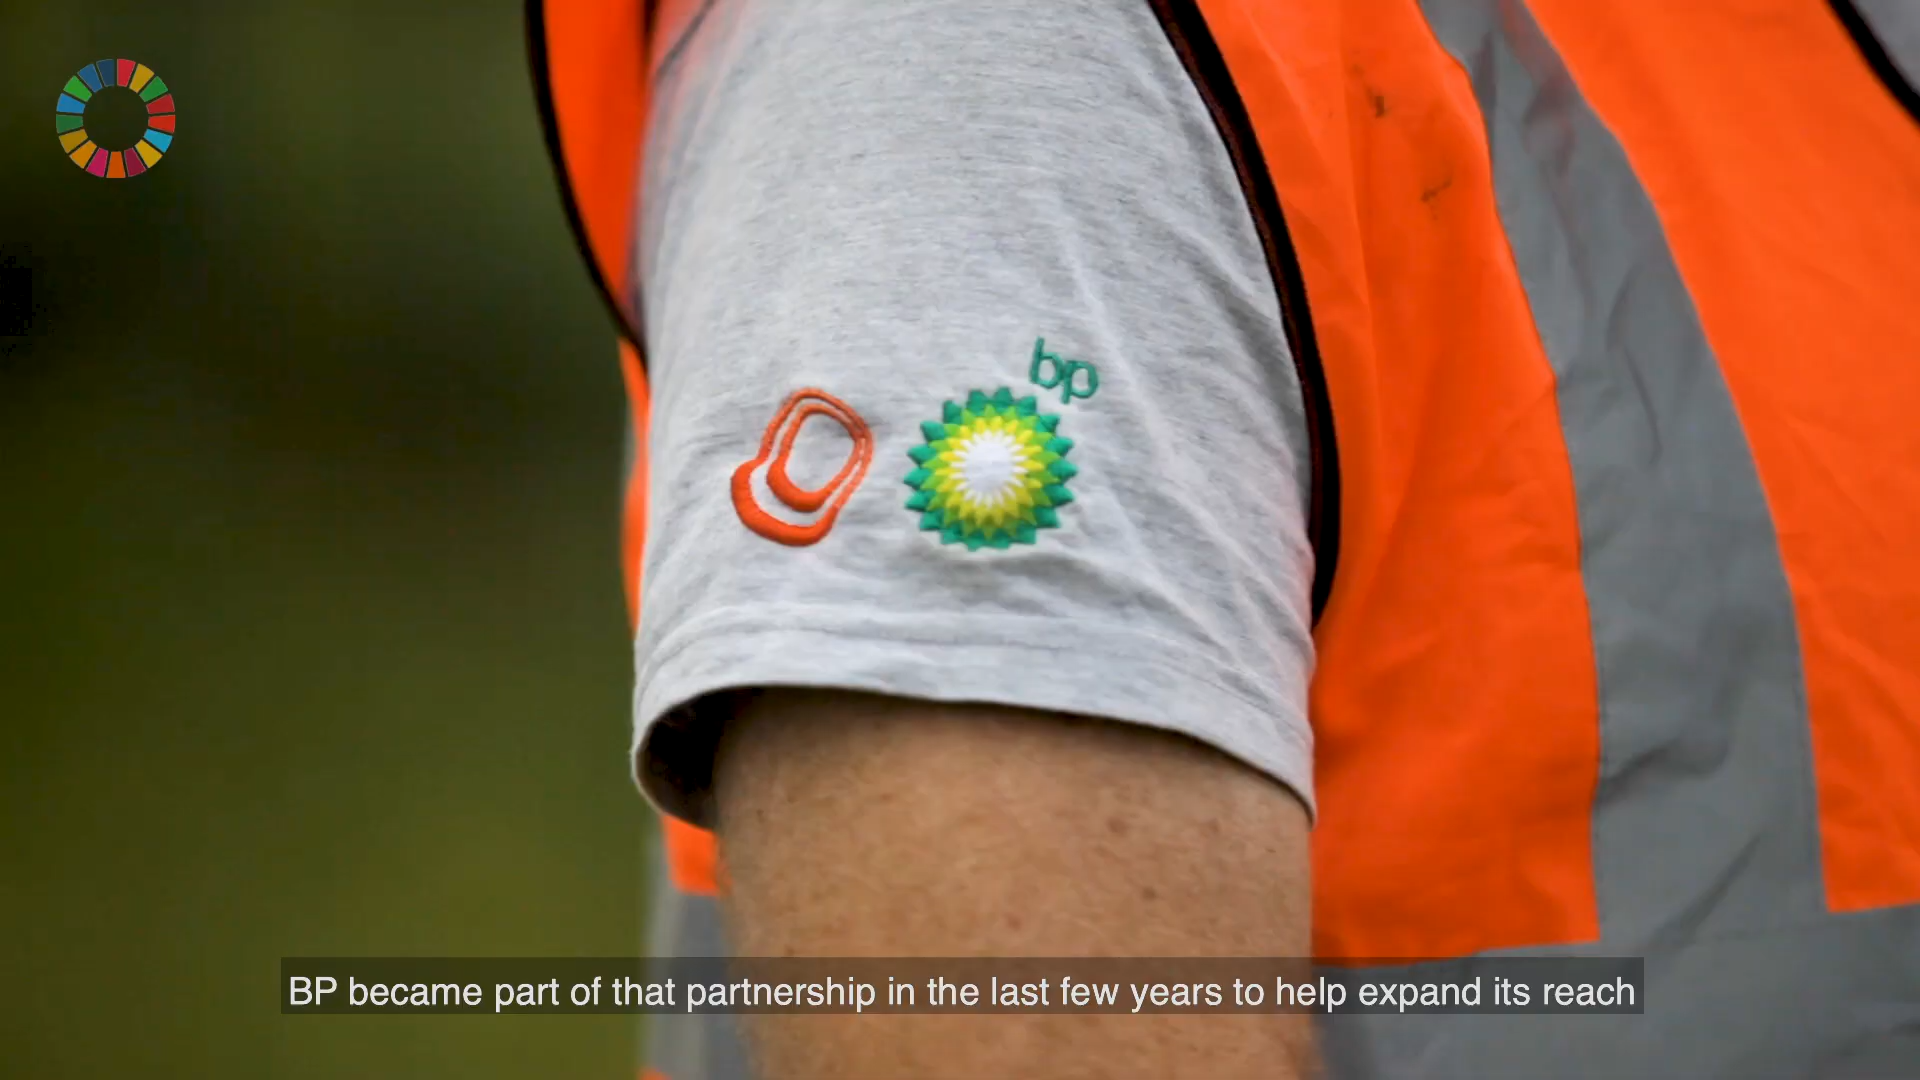 bp
BP became part of that partnership in the last few years to help expand its reach